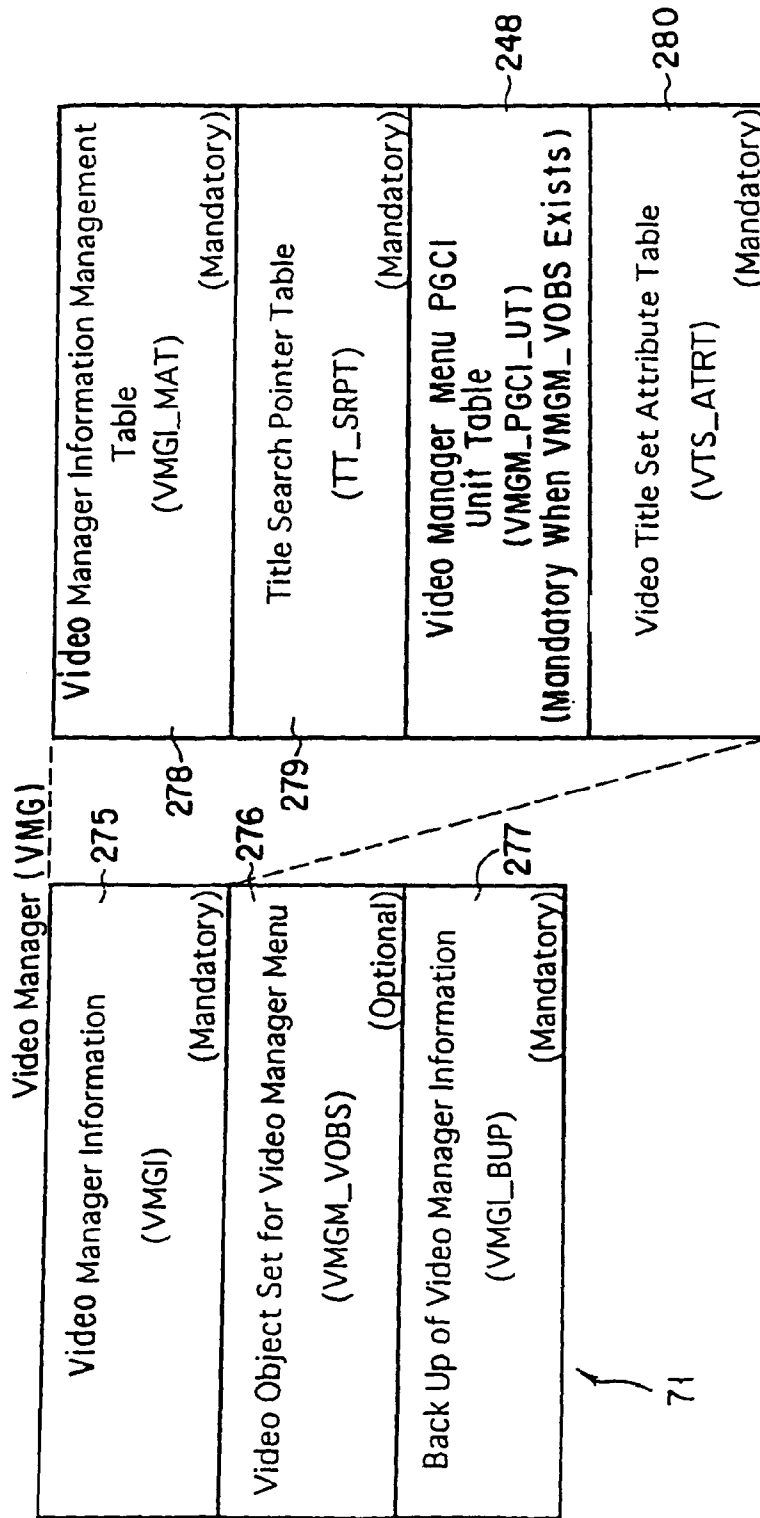 Video Manager (VMG)
Video Manager Information
(VMGI)
(Mandatory)
275
Video Object Set for Video Manager Menu
(VMGM_VOBS)
(Optional)
276
Back Up of Video Manager Information
(VMGI_BUP)
(Mandatory)
277
71
Video Manager Information Management
Table
(VMGI_MAT)
(Mandatory)
278
Title Search Pointer Table
(TT_SRPT)
(Mandatory)
279
Video Manager Menu PGCI
Unit Table
(VMGM_PGCI_UT)
(Mandatory When VMGM_VOBS Exists)
248
Video Title Set Attribute Table
(VTS_ATRT)
(Mandatory)
280